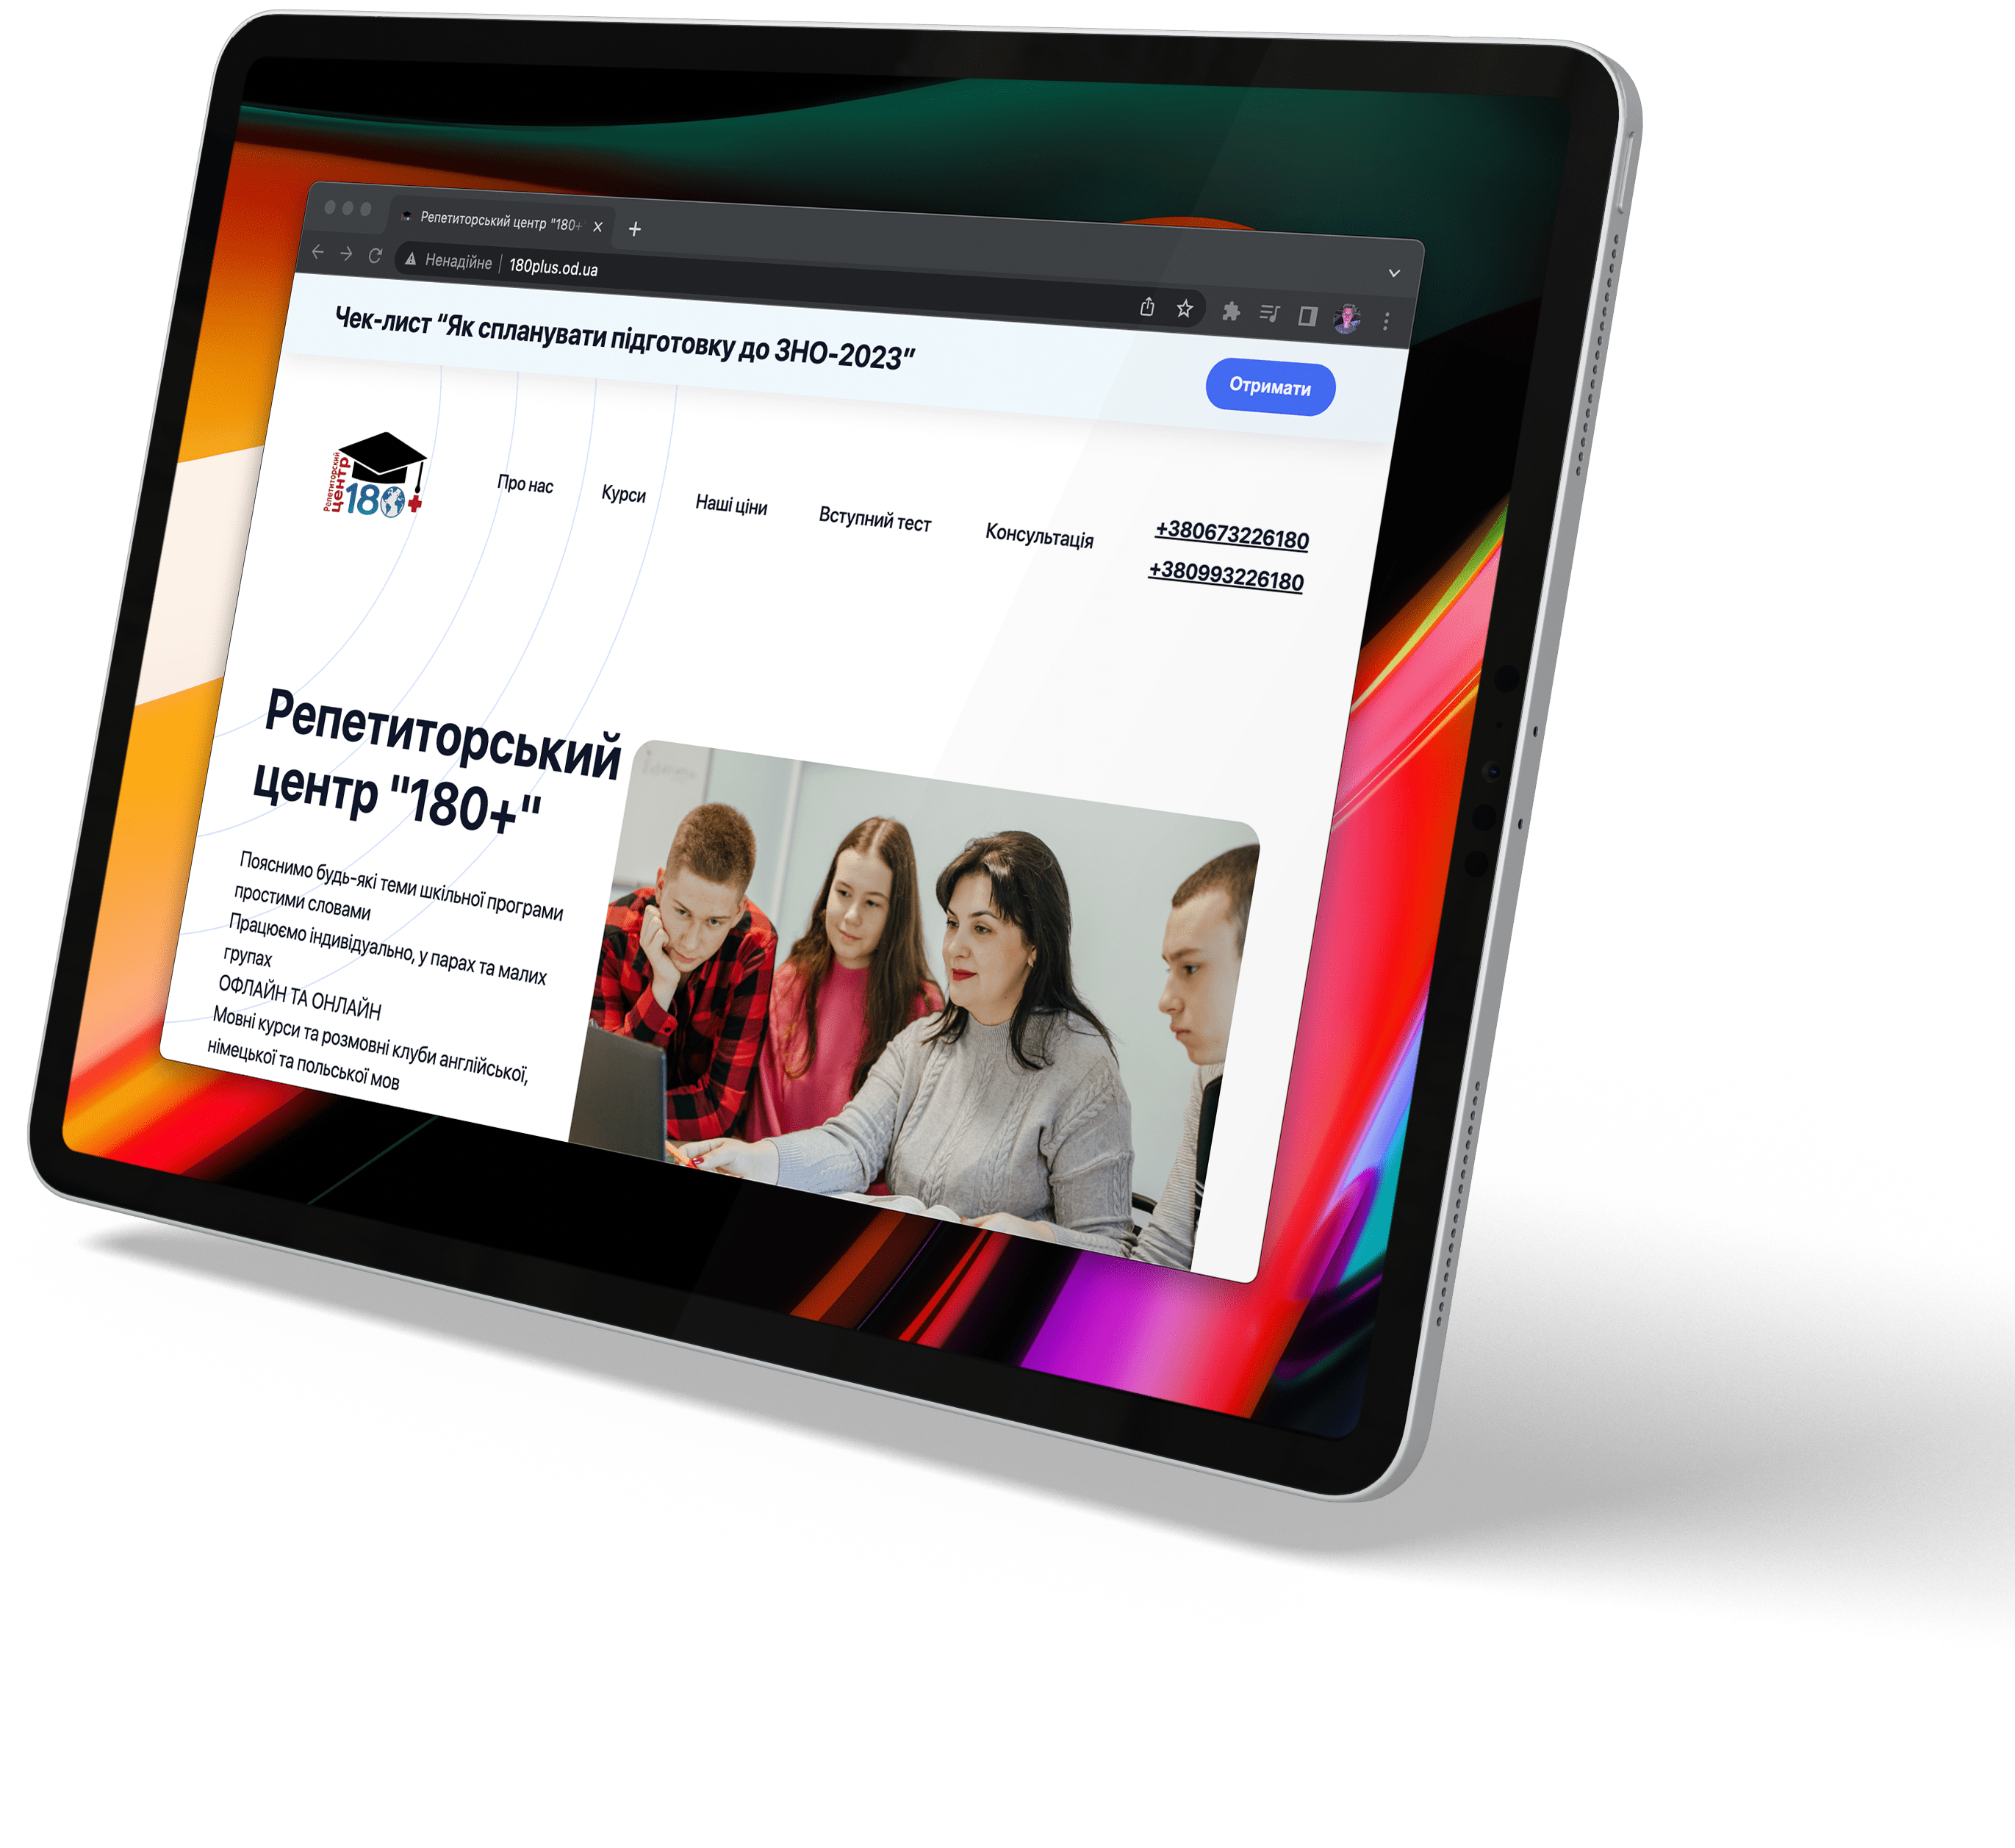 Репетиторський центр "180+
Ненадійне
180plus.od.ua
Чек-лист “Як спланувати підготовку до ЗНО-2023”
Отримати
Репетиторский
центр
180+
Про нас
Курси
Наші ціни
Вступний тест
Консультація
+380673226180
+380993226180
Репетиторський
центр "180+"
Пояснимо будь-які теми шкільної програми
простими словами
Працюємо індивідуально, у парах та малих
групах
ОФЛАЙН ТА ОНЛАЙН
Мовні курси та розмовні клуби англійської,
німецької та польської мов